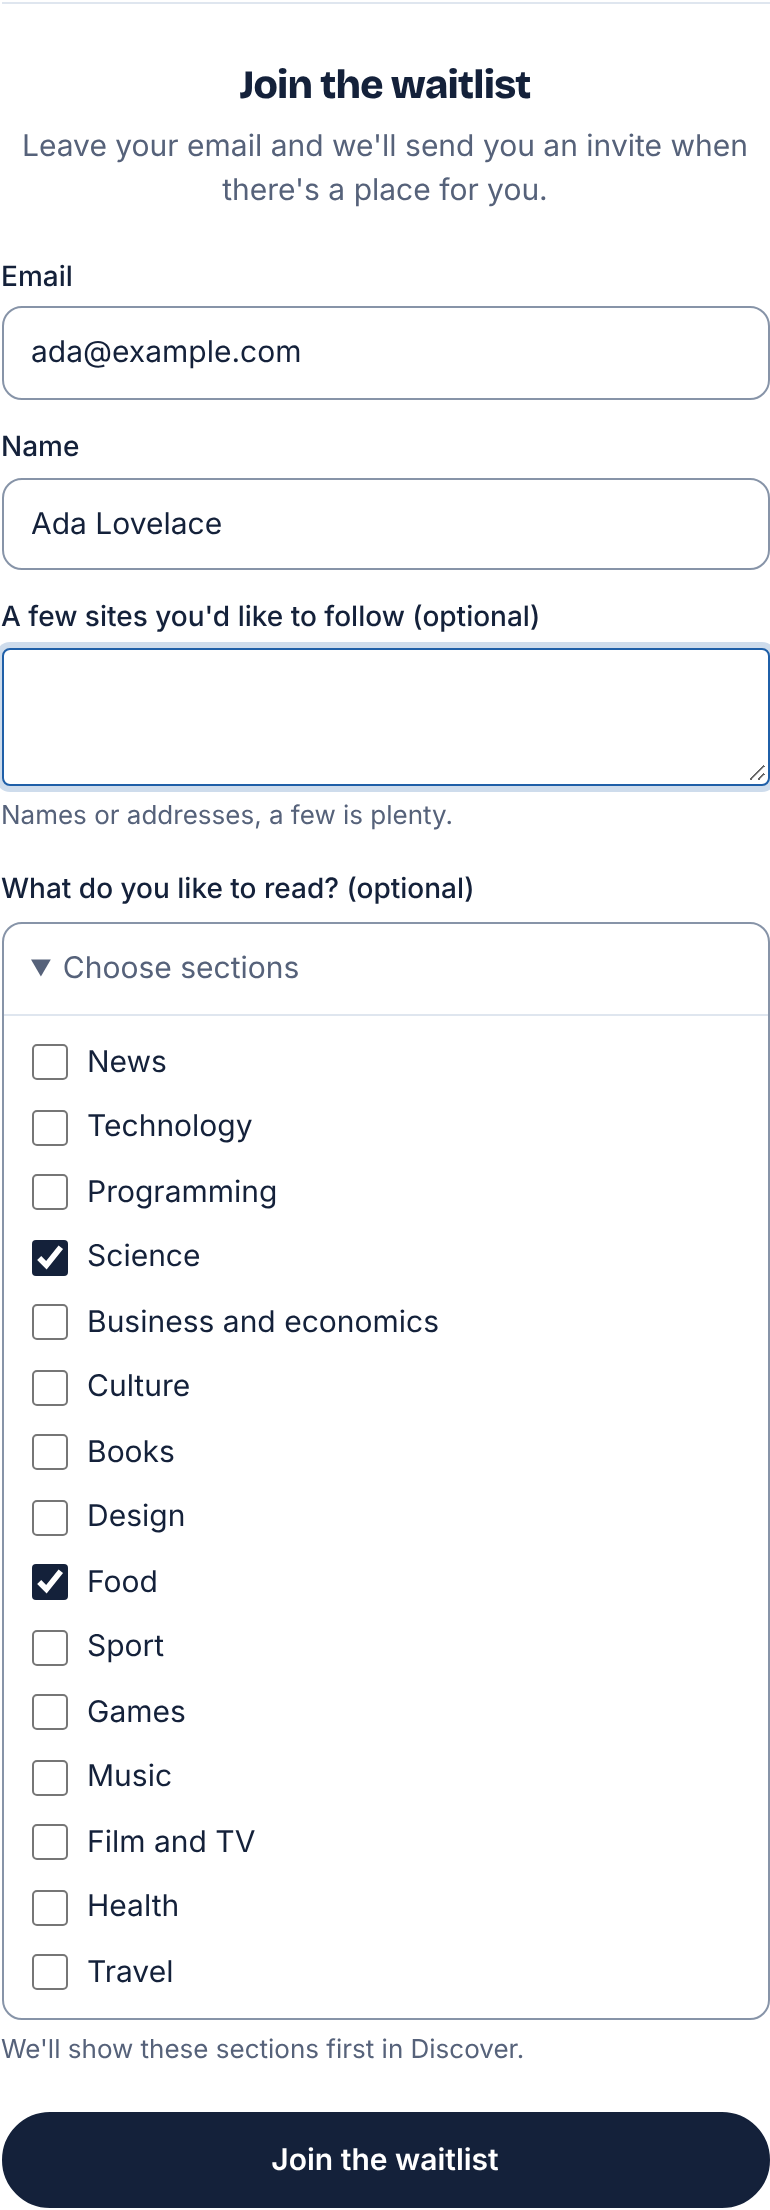 Join the waitlist
Leave your email and we'll send you an invite when
there's a place for you.
Email
ada@example.com
Name
Ada Lovelace
A few sites you'd like to follow (optional)
Names or addresses, a few is plenty.
What do you like to read? (optional)
Choose sections
News
Technology
Programming
Science
Business and economics
Culture
Books
Design
Food
Sport
Games
Music
Film and TV
Health
Travel
We'll show these sections first in Discover.
Join the waitlist